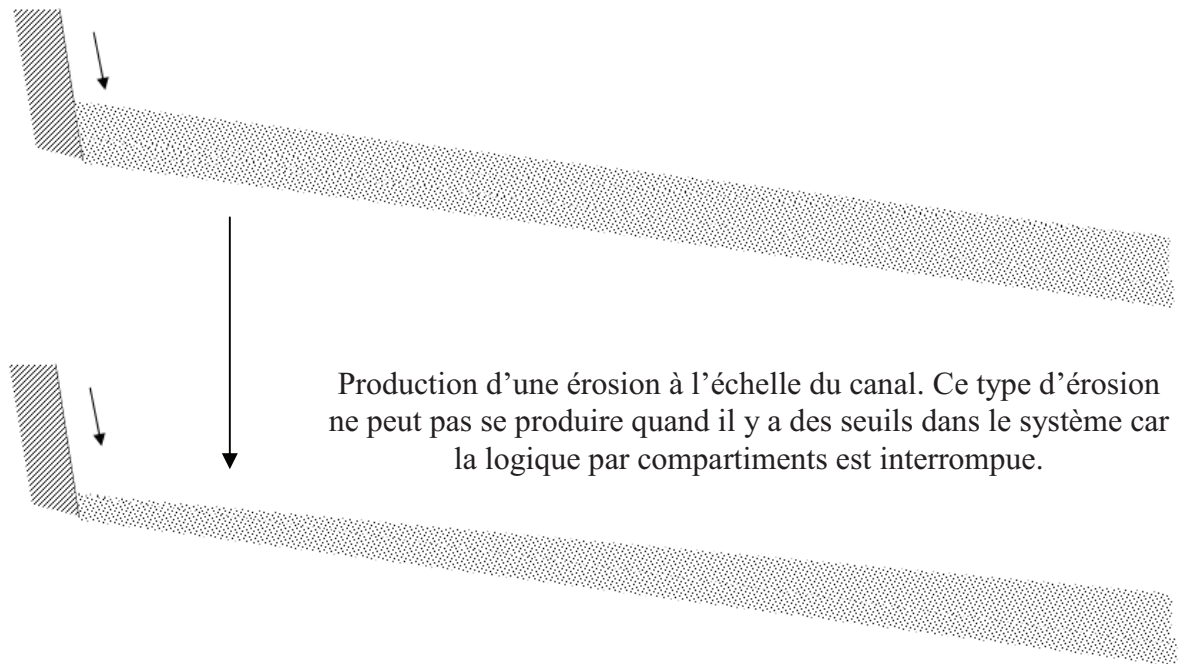 Production d’une érosion à l’échelle du canal. Ce type d’érosion
ne peut pas se produire quand il y a des seuils dans le système car
la logique par compartiments est interrompue.